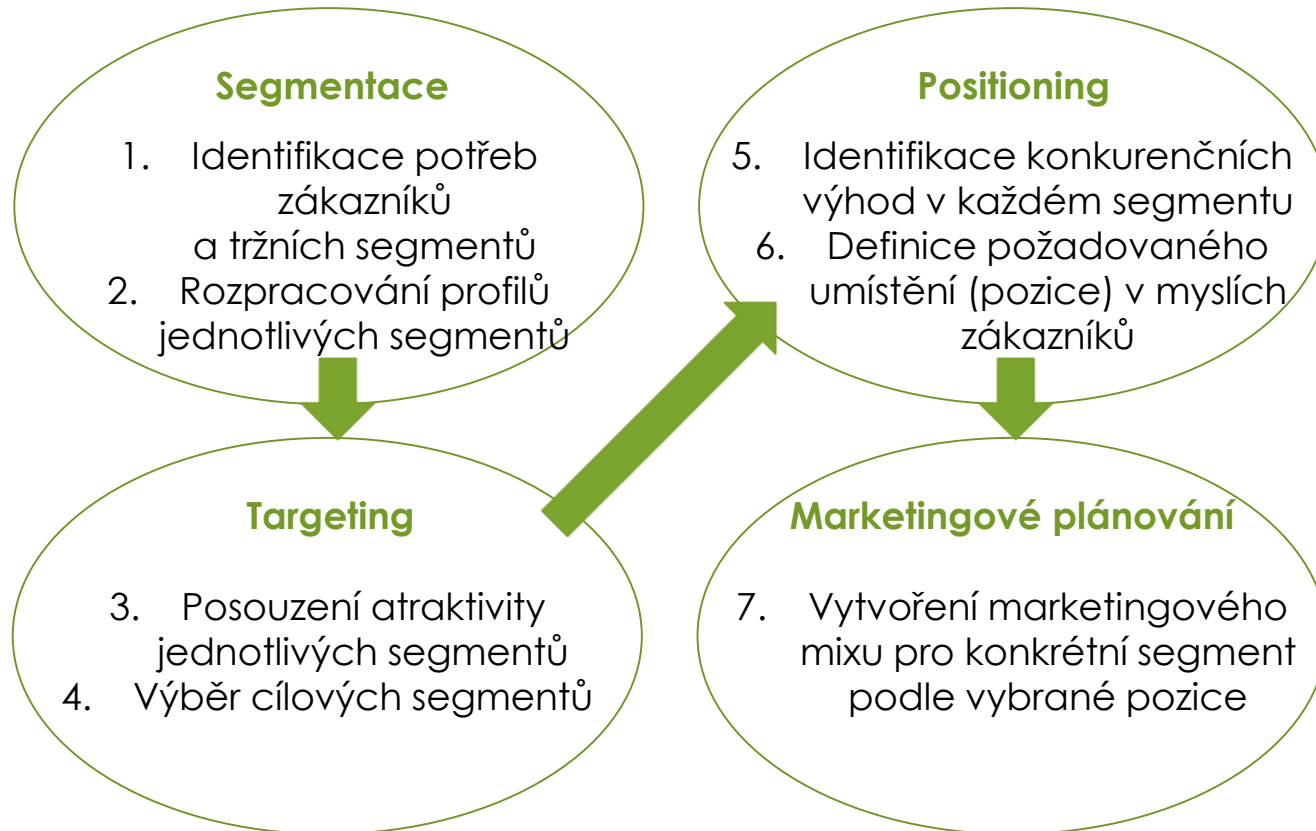 Segmentace
1. Identifikace potřeb
zákazníků
a tržních segmentů
2. Rozpracování profilů
jednotlivých segmentů
Targeting
3. Posouzení atraktivity
jednotlivých segmentů
4. Výběr cílových segmentů
Positioning
5. Identifikace konkurenčních
výhod v každém segmentu
6. Definice požadovaného
umístění (pozice) v myslích
zákazníků
Marketingové plánování
7. Vytvoření marketingového
mixu pro konkrétní segment
podle vybrané pozice